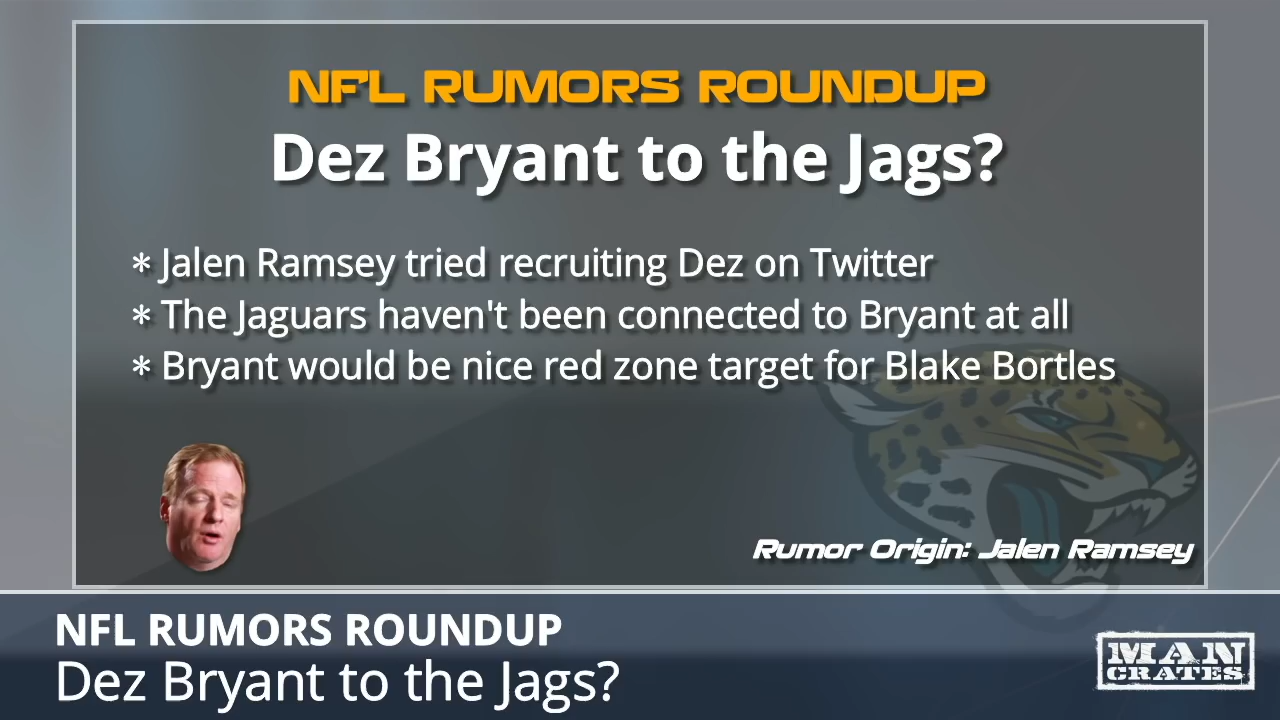 NFL RUMORS ROUNDUP
Dez Bryant to the Jags?
* Jalen Ramsey tried recruiting Dez on Twitter
* The Jaguars haven't been connected to Bryant at all
* Bryant would be nice red zone target for Blake Bortles
Rumor Origin: Jalen Ramsey
NFL RUMORS ROUNDUP
Dez Bryant to the Jags?
MAN
CRATES